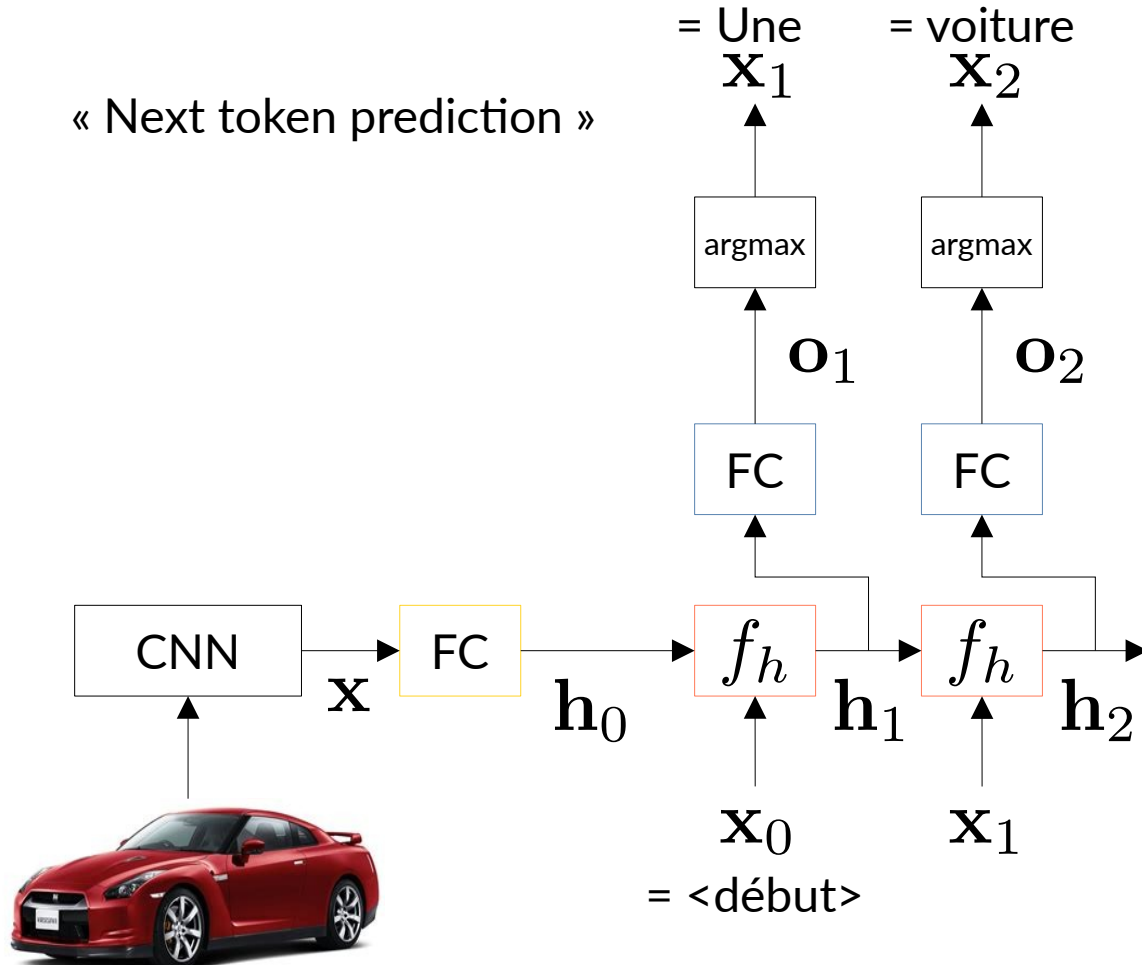 = Une = voiture
x₁ x₂
« Next token prediction »
argmax argmax
o₁ o₂
FC FC
CNN FC fₕ fₕ
x h₀ h₁ h₂
x₀ x₁
= <début>